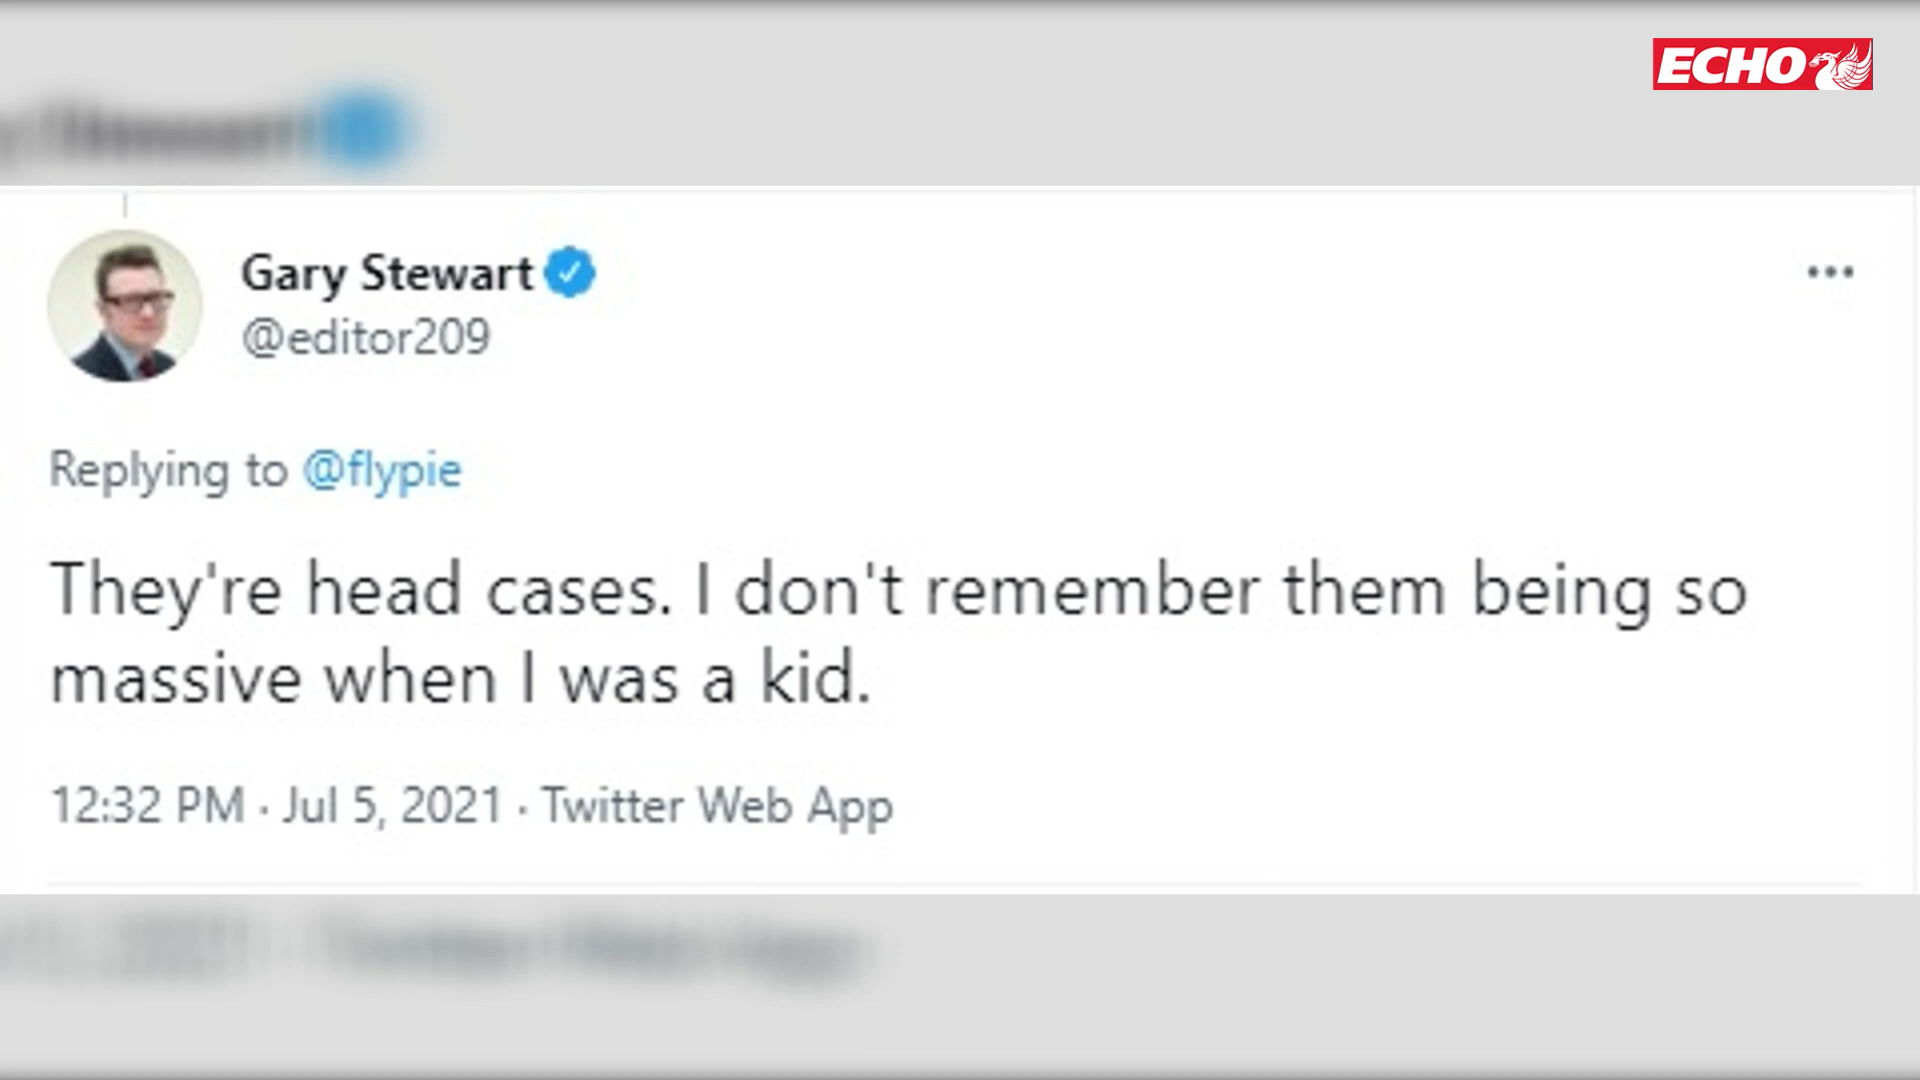 ECHO
Gary Stewart
@editor209
Replying to @flypie
They're head cases. I don't remember them being so
massive when I was a kid.
12:32 PM · Jul 5, 2021 · Twitter Web App